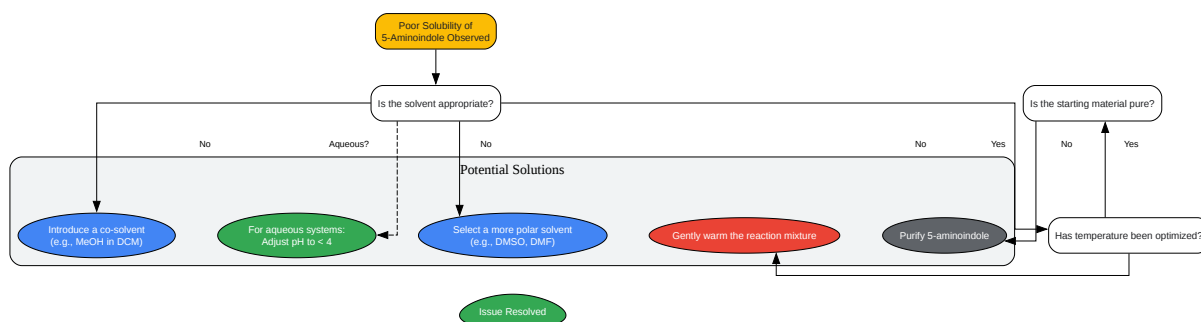 Poor Solubility of
5-Aminoindole Observed
Is the solvent appropriate?
Is the starting material pure?
No
Aqueous?
No
No
Yes
No
Yes
Potential Solutions
Introduce a co-solvent
(e.g., MeOH in DCM)
For aqueous systems:
Adjust pH to < 4
Select a more polar solvent
(e.g., DMSO, DMF)
Gently warm the reaction mixture
Purify 5-aminoindole
Has temperature been optimized?
Issue Resolved